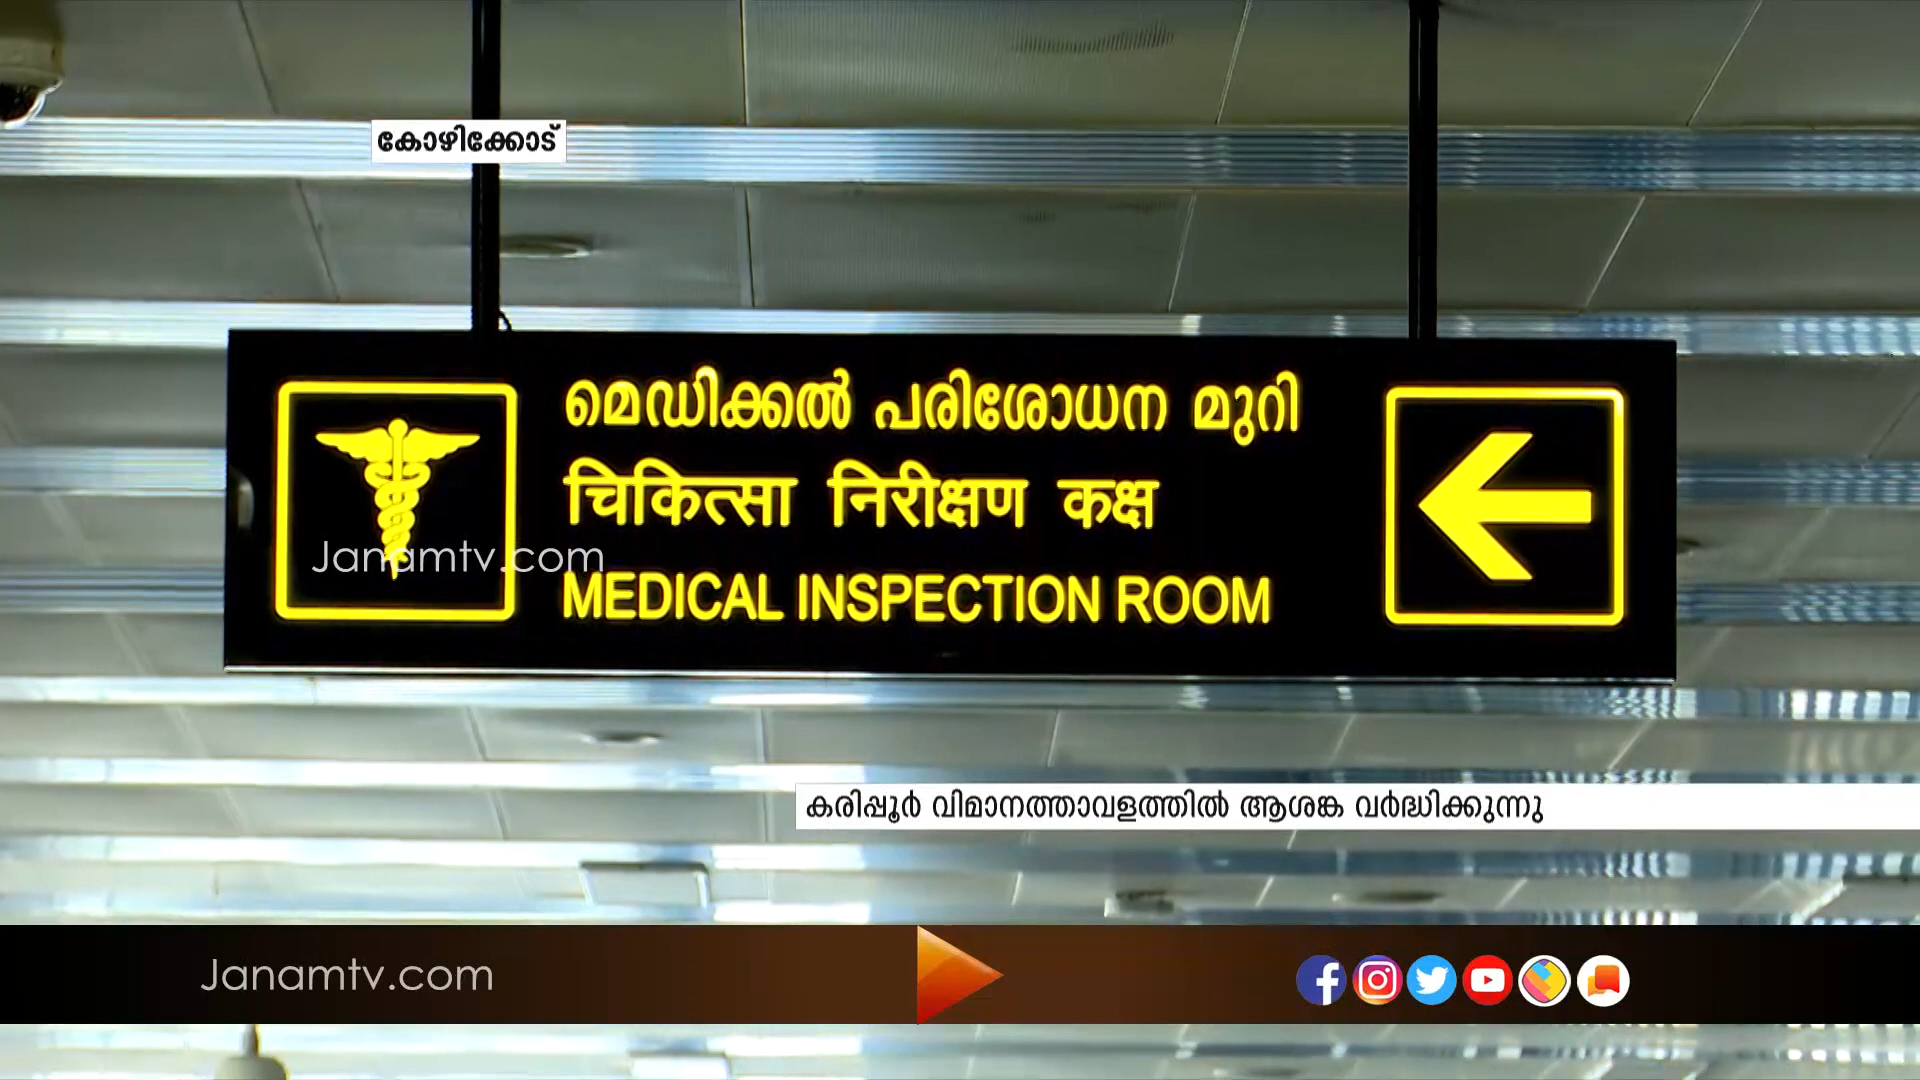 കോഴിക്കോട്
മെഡിക്കൽ പരിശോധന മുറി
चिकित्सा निरीक्षण कक्ष
Janamtv.com
MEDICAL INSPECTION ROOM
കരിപ്പൂർ വിമാനത്താവളത്തിൽ ആശങ്ക വർദ്ധിക്കുന്നു
Janamtv.com